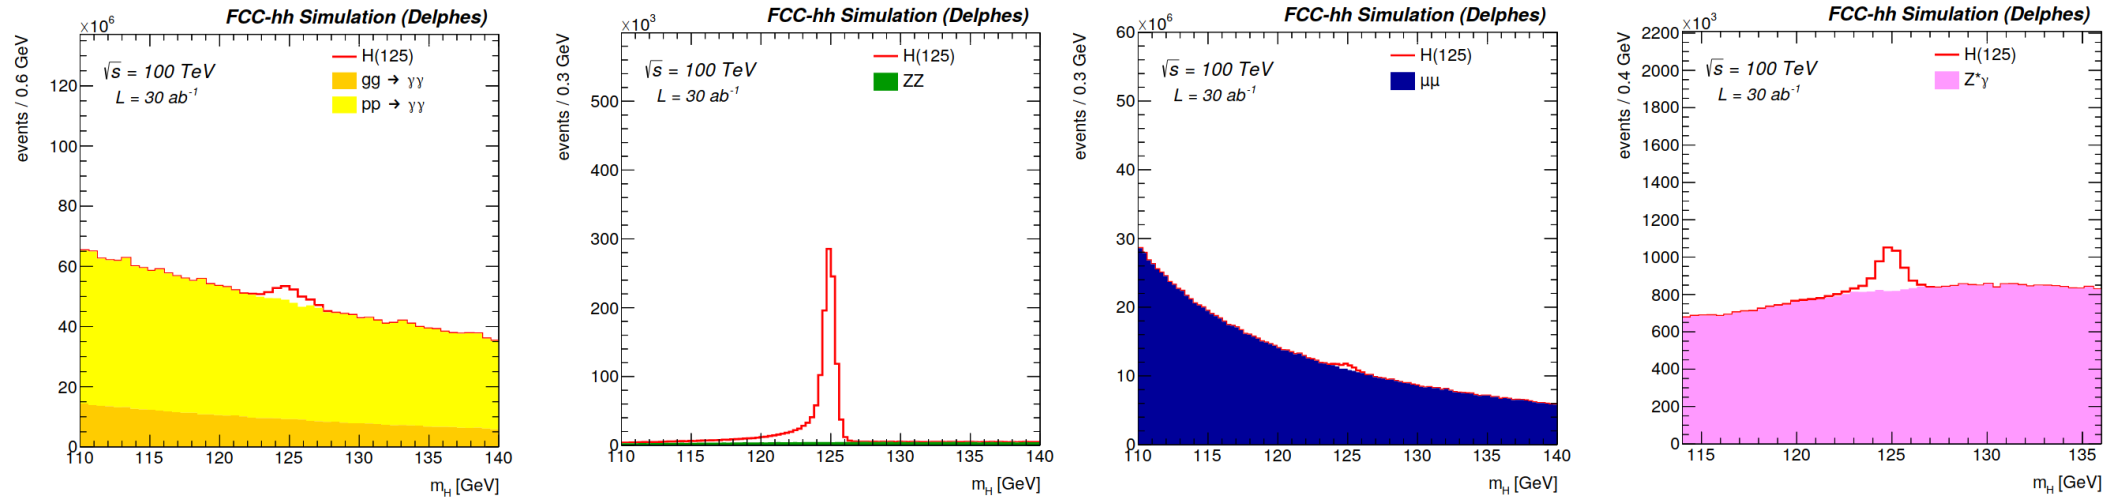 FCC-hh Simulation (Delphes)
×10⁶
events / 0.6 GeV
√s = 100 TeV
L = 30 ab⁻¹
H(125)
gg → γγ
pp → γγ
120
100
80
60
40
20
0
110 115 120 125 130 135 140
m_H [GeV]
FCC-hh Simulation (Delphes)
×10³
events / 0.3 GeV
√s = 100 TeV
L = 30 ab⁻¹
H(125)
ZZ
500
400
300
200
100
0
110 115 120 125 130 135 140
m_H [GeV]
FCC-hh Simulation (Delphes)
×10⁶
events / 0.3 GeV
√s = 100 TeV
L = 30 ab⁻¹
H(125)
μμ
60
50
40
30
20
10
0
110 115 120 125 130 135 140
m_H [GeV]
FCC-hh Simulation (Delphes)
×10³
events / 0.4 GeV
√s = 100 TeV
L = 30 ab⁻¹
H(125)
Z*γ
2200
2000
1800
1600
1400
1200
1000
800
600
400
200
0
115 120 125 130 135
m_H [GeV]